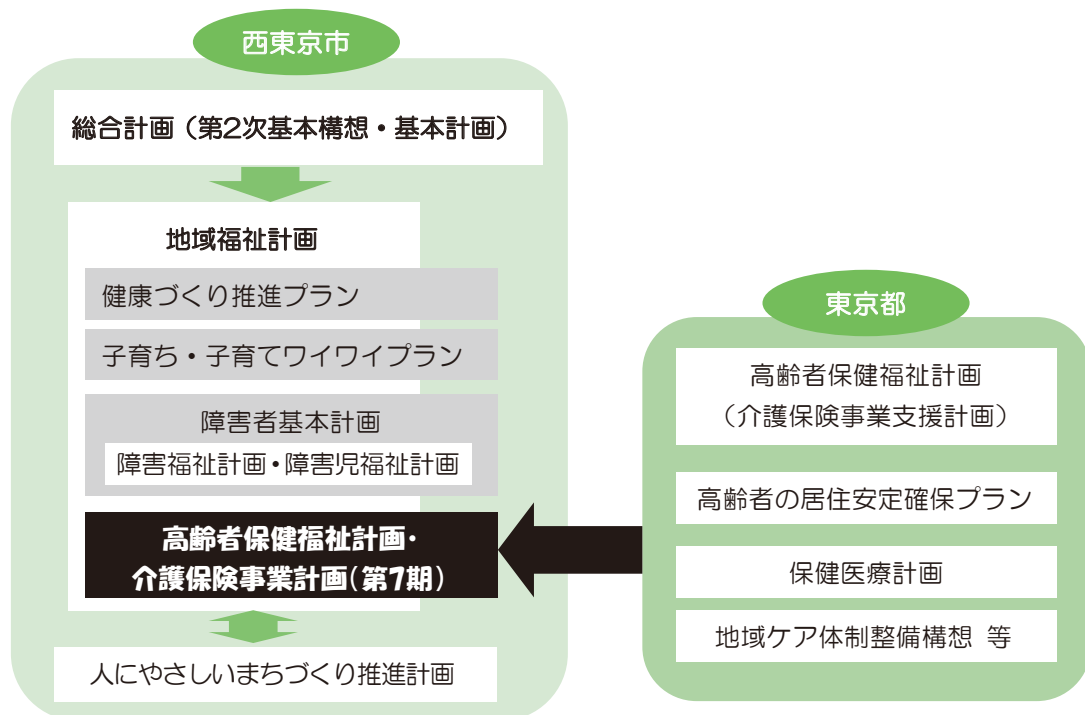 西東京市
総合計画（第2次基本構想・基本計画）
地域福祉計画
健康づくり推進プラン
子育ち・子育てワイワイプラン
障害者基本計画
障害福祉計画・障害児福祉計画
高齢者保健福祉計画・
介護保険事業計画（第7期）
人にやさしいまちづくり推進計画
東京都
高齢者保健福祉計画
（介護保険事業支援計画）
高齢者の居住安定確保プラン
保健医療計画
地域ケア体制整備構想 等